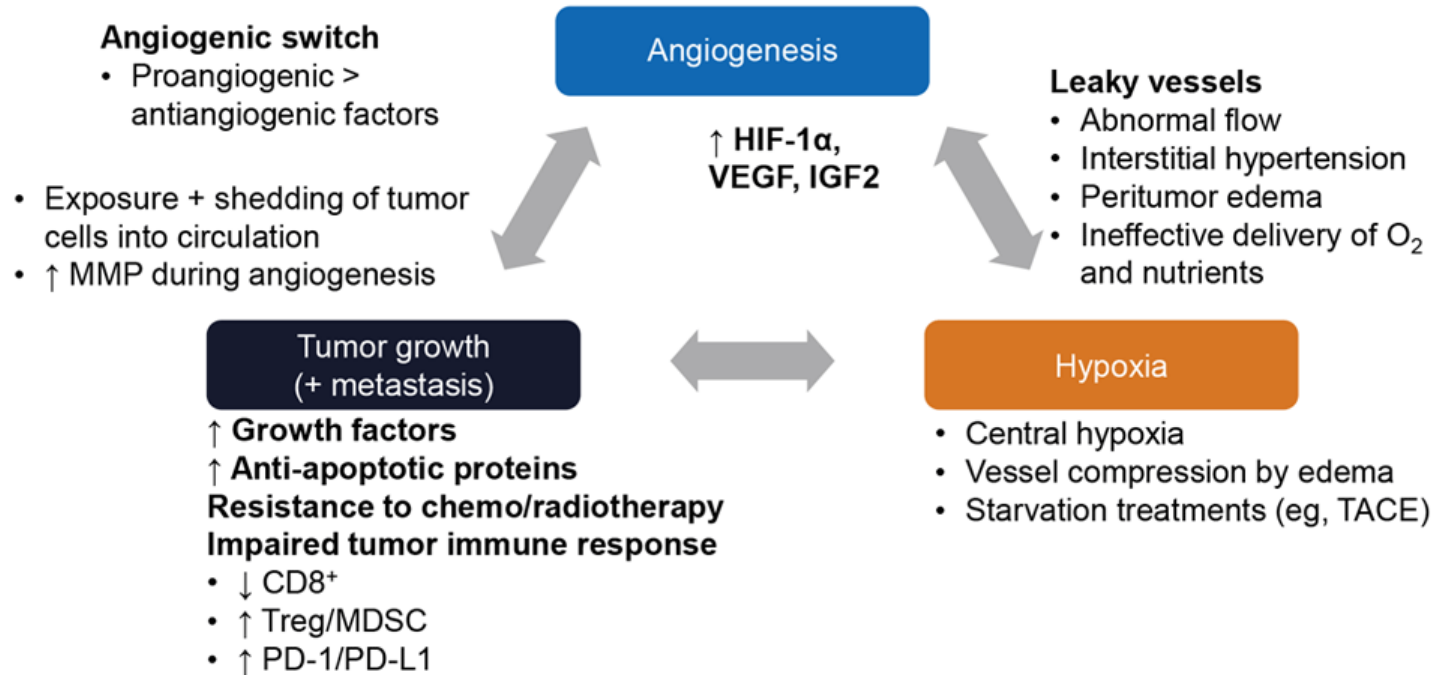 Angiogenic switch
• Proangiogenic >
antiangiogenic factors
Angiogenesis
↑ HIF-1α,
VEGF, IGF2
Leaky vessels
• Abnormal flow
• Interstitial hypertension
• Peritumor edema
• Ineffective delivery of O₂
and nutrients
• Exposure + shedding of tumor
cells into circulation
• ↑ MMP during angiogenesis
Tumor growth
(+ metastasis)
↑ Growth factors
↑ Anti-apoptotic proteins
Resistance to chemo/radiotherapy
Impaired tumor immune response
• ↓ CD8⁺
• ↑ Treg/MDSC
• ↑ PD-1/PD-L1
Hypoxia
• Central hypoxia
• Vessel compression by edema
• Starvation treatments (eg, TACE)